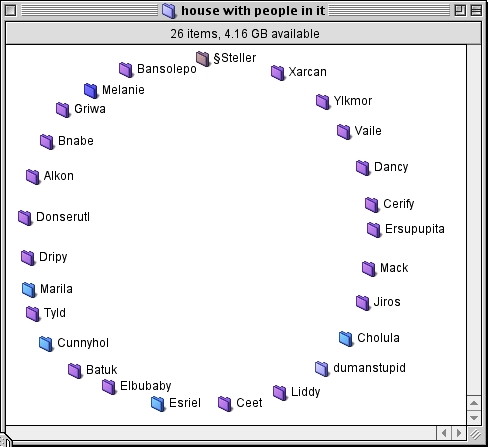 house with people in it
26 items, 4.16 GB available
§Steller
Bansolepo
Xarcan
Melanie
Ylkmor
Griwa
Vaile
Bnabe
Dancy
Alkon
Cerify
Donserutl
Ersupupita
Dripy
Mack
Marila
Jiros
Tyld
Cholula
Cunnyhol
dumanstupid
Batuk
Elbubaby
Liddy
Esriel
Ceet